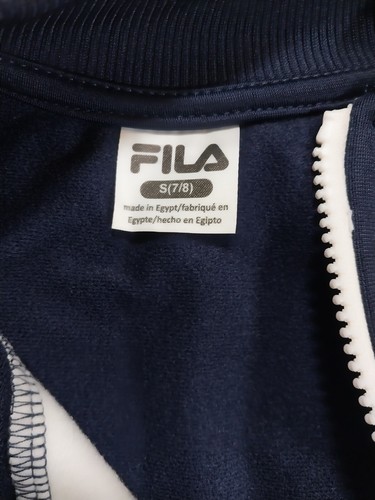 FILA
S(7/8)
made in Egypt/fabriqué en
Egypte/hecho en Egipto